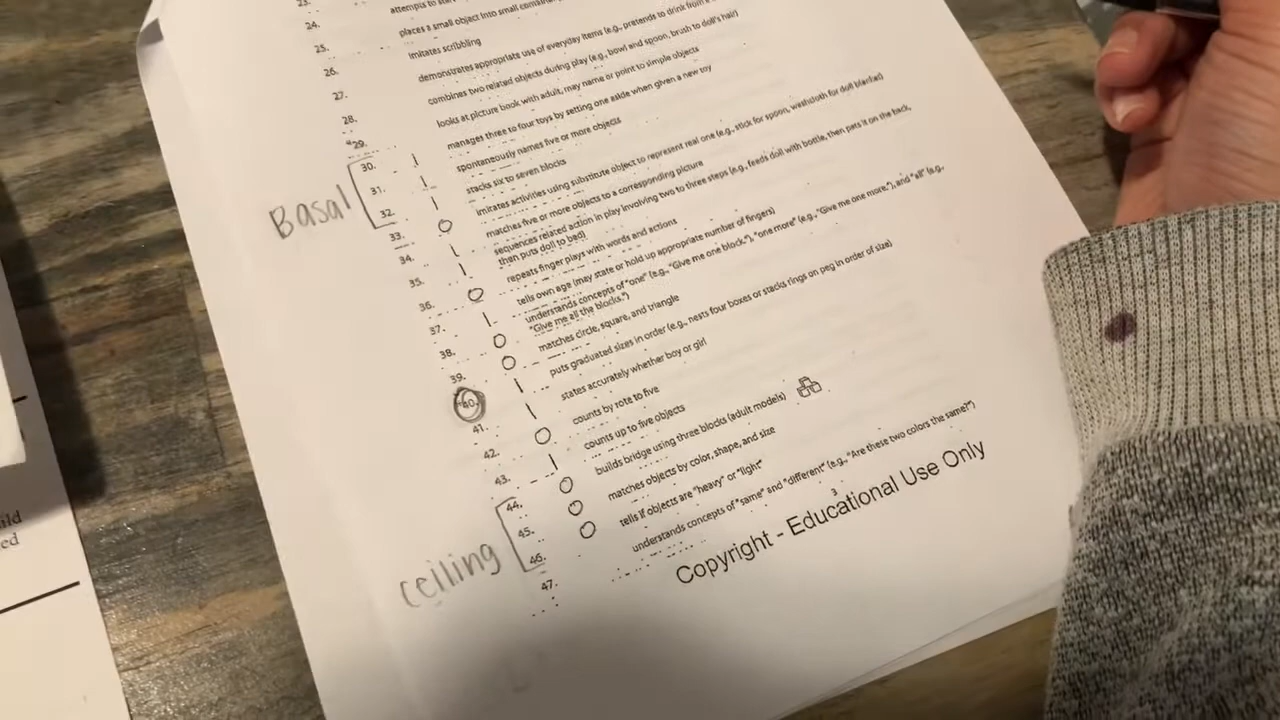 23.
24. attempts to
25. places a small object into small
26. imitates scribbling
27. demonstrates appropriate use of everyday items (e.g., pretends to drink from a
28. combines two related objects during play (e.g., bowl and spoon, brush to doll's hair)
*29. looks at picture book with adult, may name or point to simple objects
30. | manages three to four toys by setting one aside when given a new toy
Basal
31. | spontaneously names five or more objects
32. | stacks six to seven blocks
33. O imitates activities using substitute object to represent real one (e.g., stick for spoon, washcloth for doll blanket)
34. | matches five or more objects to a corresponding picture
35. | sequences related action in play involving two to three steps (e.g., feeds doll with bottle, then pats it on the back,
then puts doll to bed)
36. O repeats finger plays with words and actions
37. | tells own age (may state or hold up appropriate number of fingers)
38. O understands concepts of "one" (e.g., "Give me one block."), "one more" (e.g., "Give me one more."), and "all" (e.g.,
"Give me all the blocks.")
39. O matches circle, square, and triangle
*40. | puts graduated sizes in order (e.g., nests four boxes or stacks rings on peg in order of size)
41. | states accurately whether boy or girl
42. O counts by rote to five
43. | counts up to five objects
44. O builds bridge using three blocks (adult models)
Ceiling
45. O matches objects by color, shape, and size
46. O tells if objects are "heavy" or "light"
47. understands concepts of "same" and "different" (e.g., "Are these two colors the same?")
3
Copyright - Educational Use Only